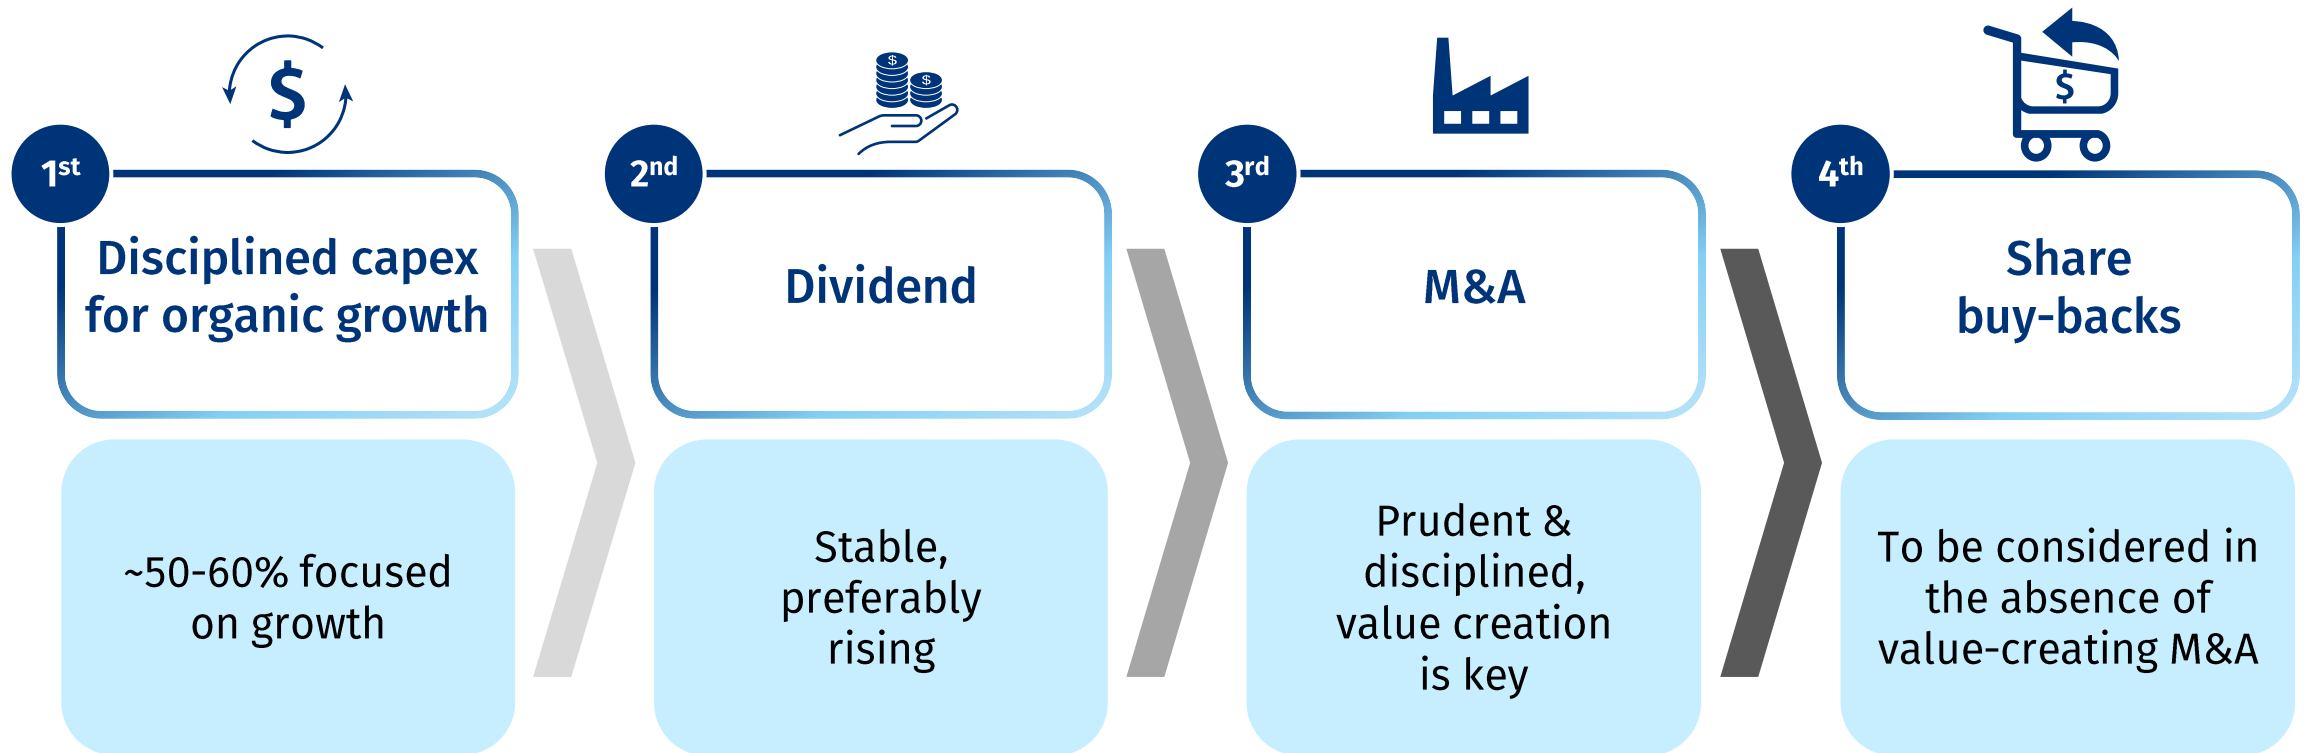 1st
Disciplined capex
for organic growth
~50-60% focused
on growth
2nd
Dividend
Stable,
preferably
rising
3rd
M&A
Prudent &
disciplined,
value creation
is key
4th
Share
buy-backs
To be considered in
the absence of
value-creating M&A
$
$
$
$